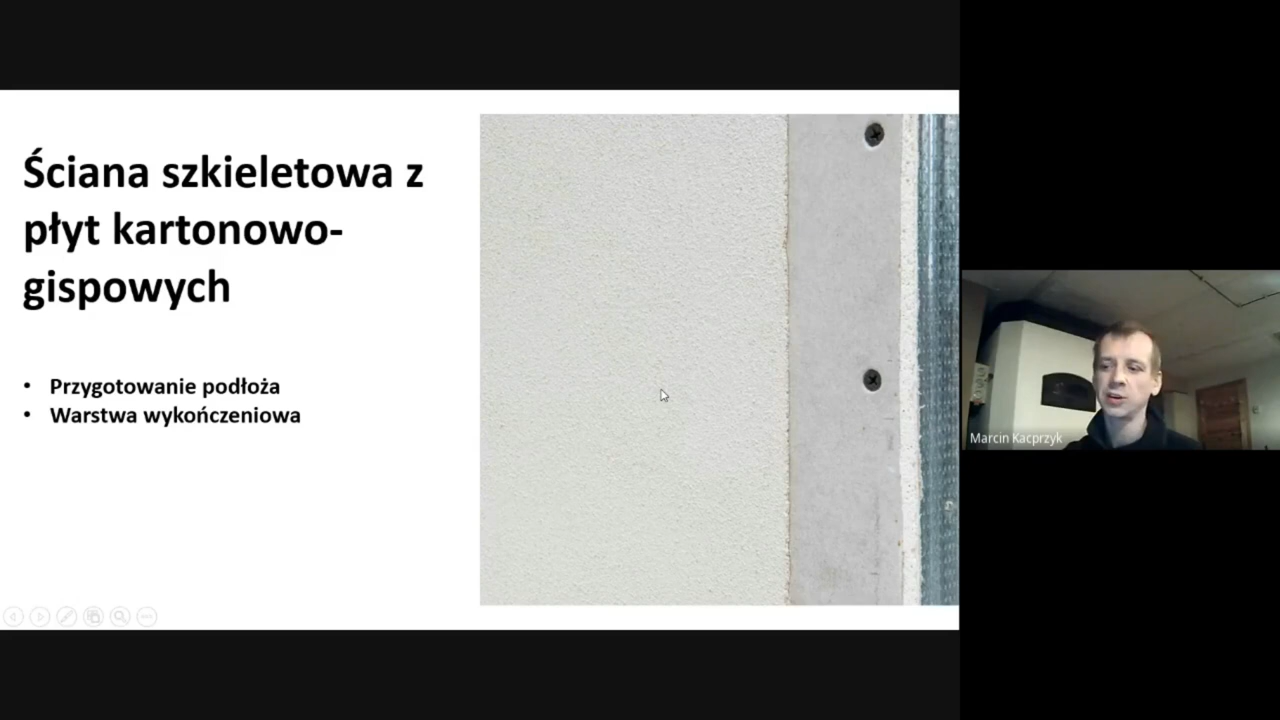 Ściana szkieletowa z
płyt kartonowo-
gispowych
• Przygotowanie podłoża
• Warstwa wykończeniowa
Marcin Kacprzyk